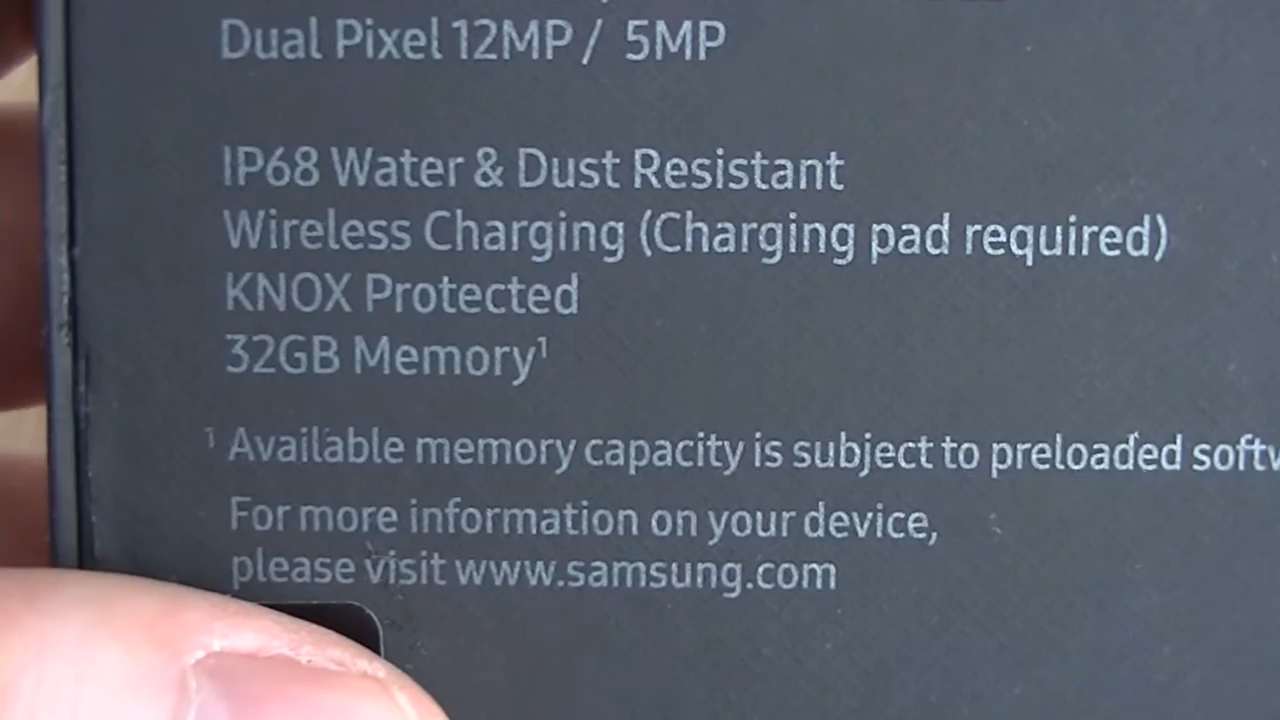 Dual Pixel 12MP / 5MP
IP68 Water & Dust Resistant
Wireless Charging (Charging pad required)
KNOX Protected
32GB Memory¹
¹ Available memory capacity is subject to preloaded
For more information on your device,
please visit www.samsung.com